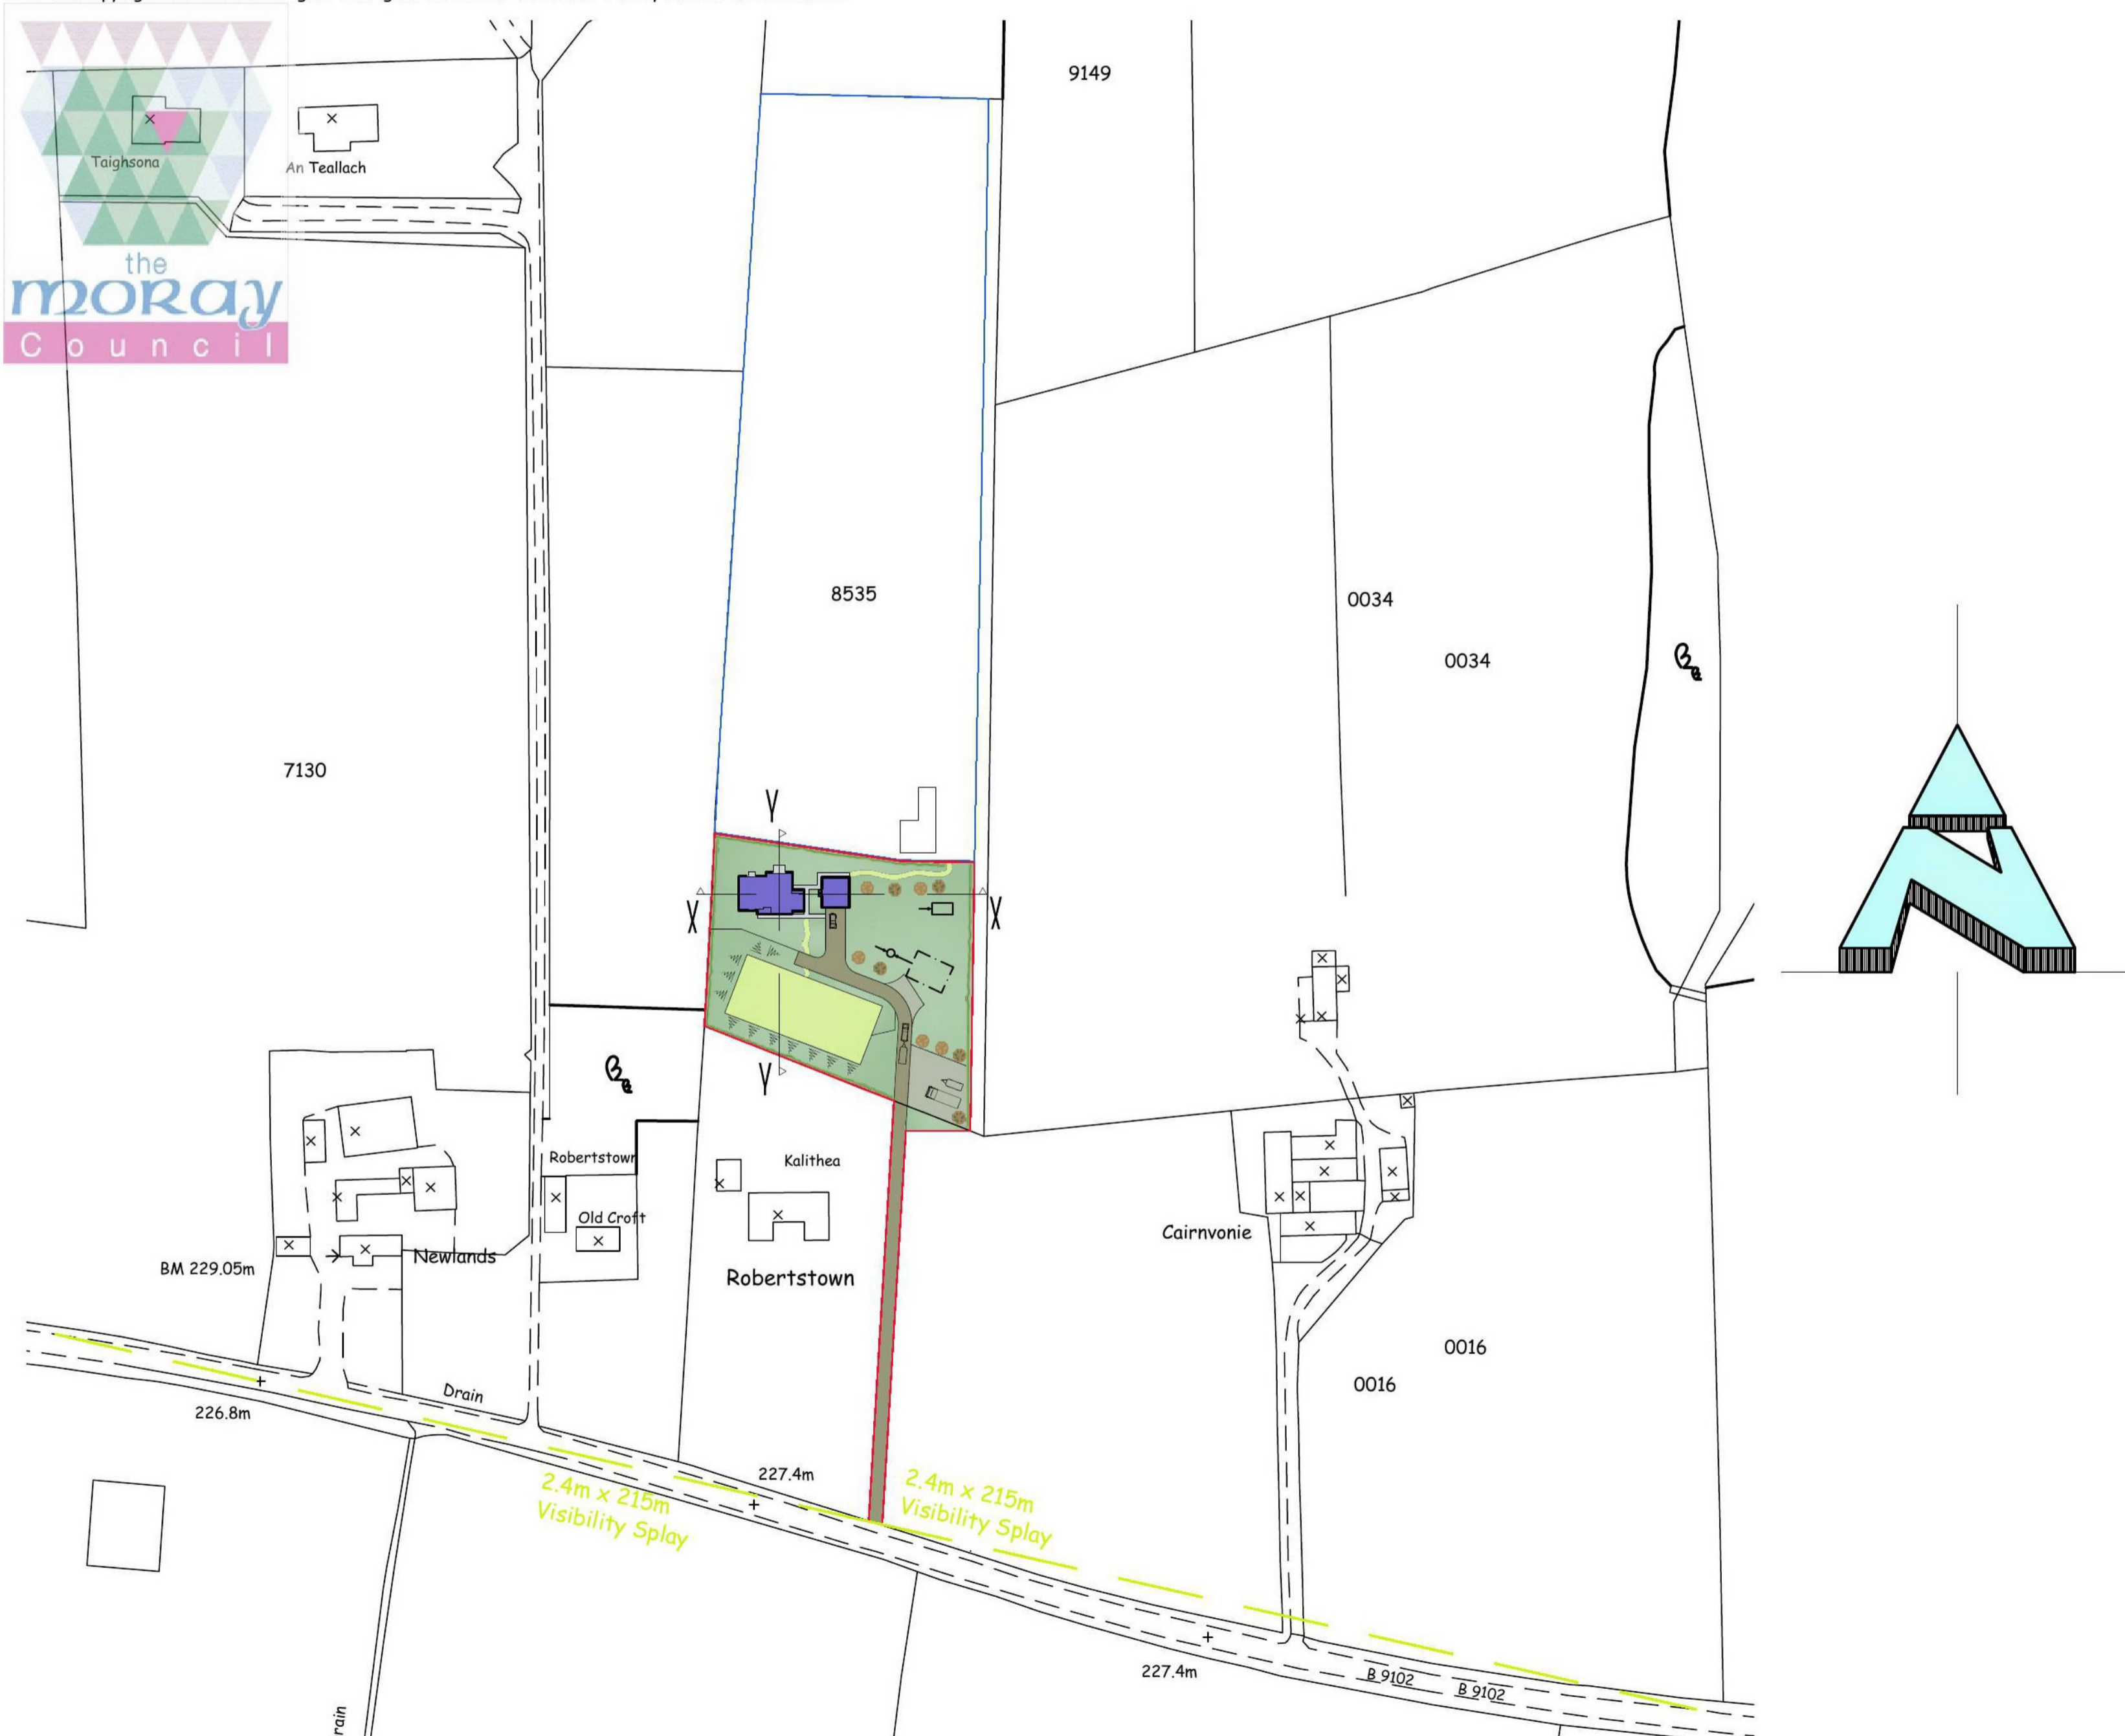 the
moray
Council
Taighsona
An Teallach
9149
8535
0034
0034
7130
Y
X
X
Y
Robertstown
Kalithea
Old Croft
Cairnvonie
Newlands
BM 229.05m
Robertstown
0016
0016
Drain
226.8m
227.4m
2.4m x 215m
Visibility Splay
2.4m x 215m
Visibility Splay
227.4m
B 9102
B 9102
rain
N